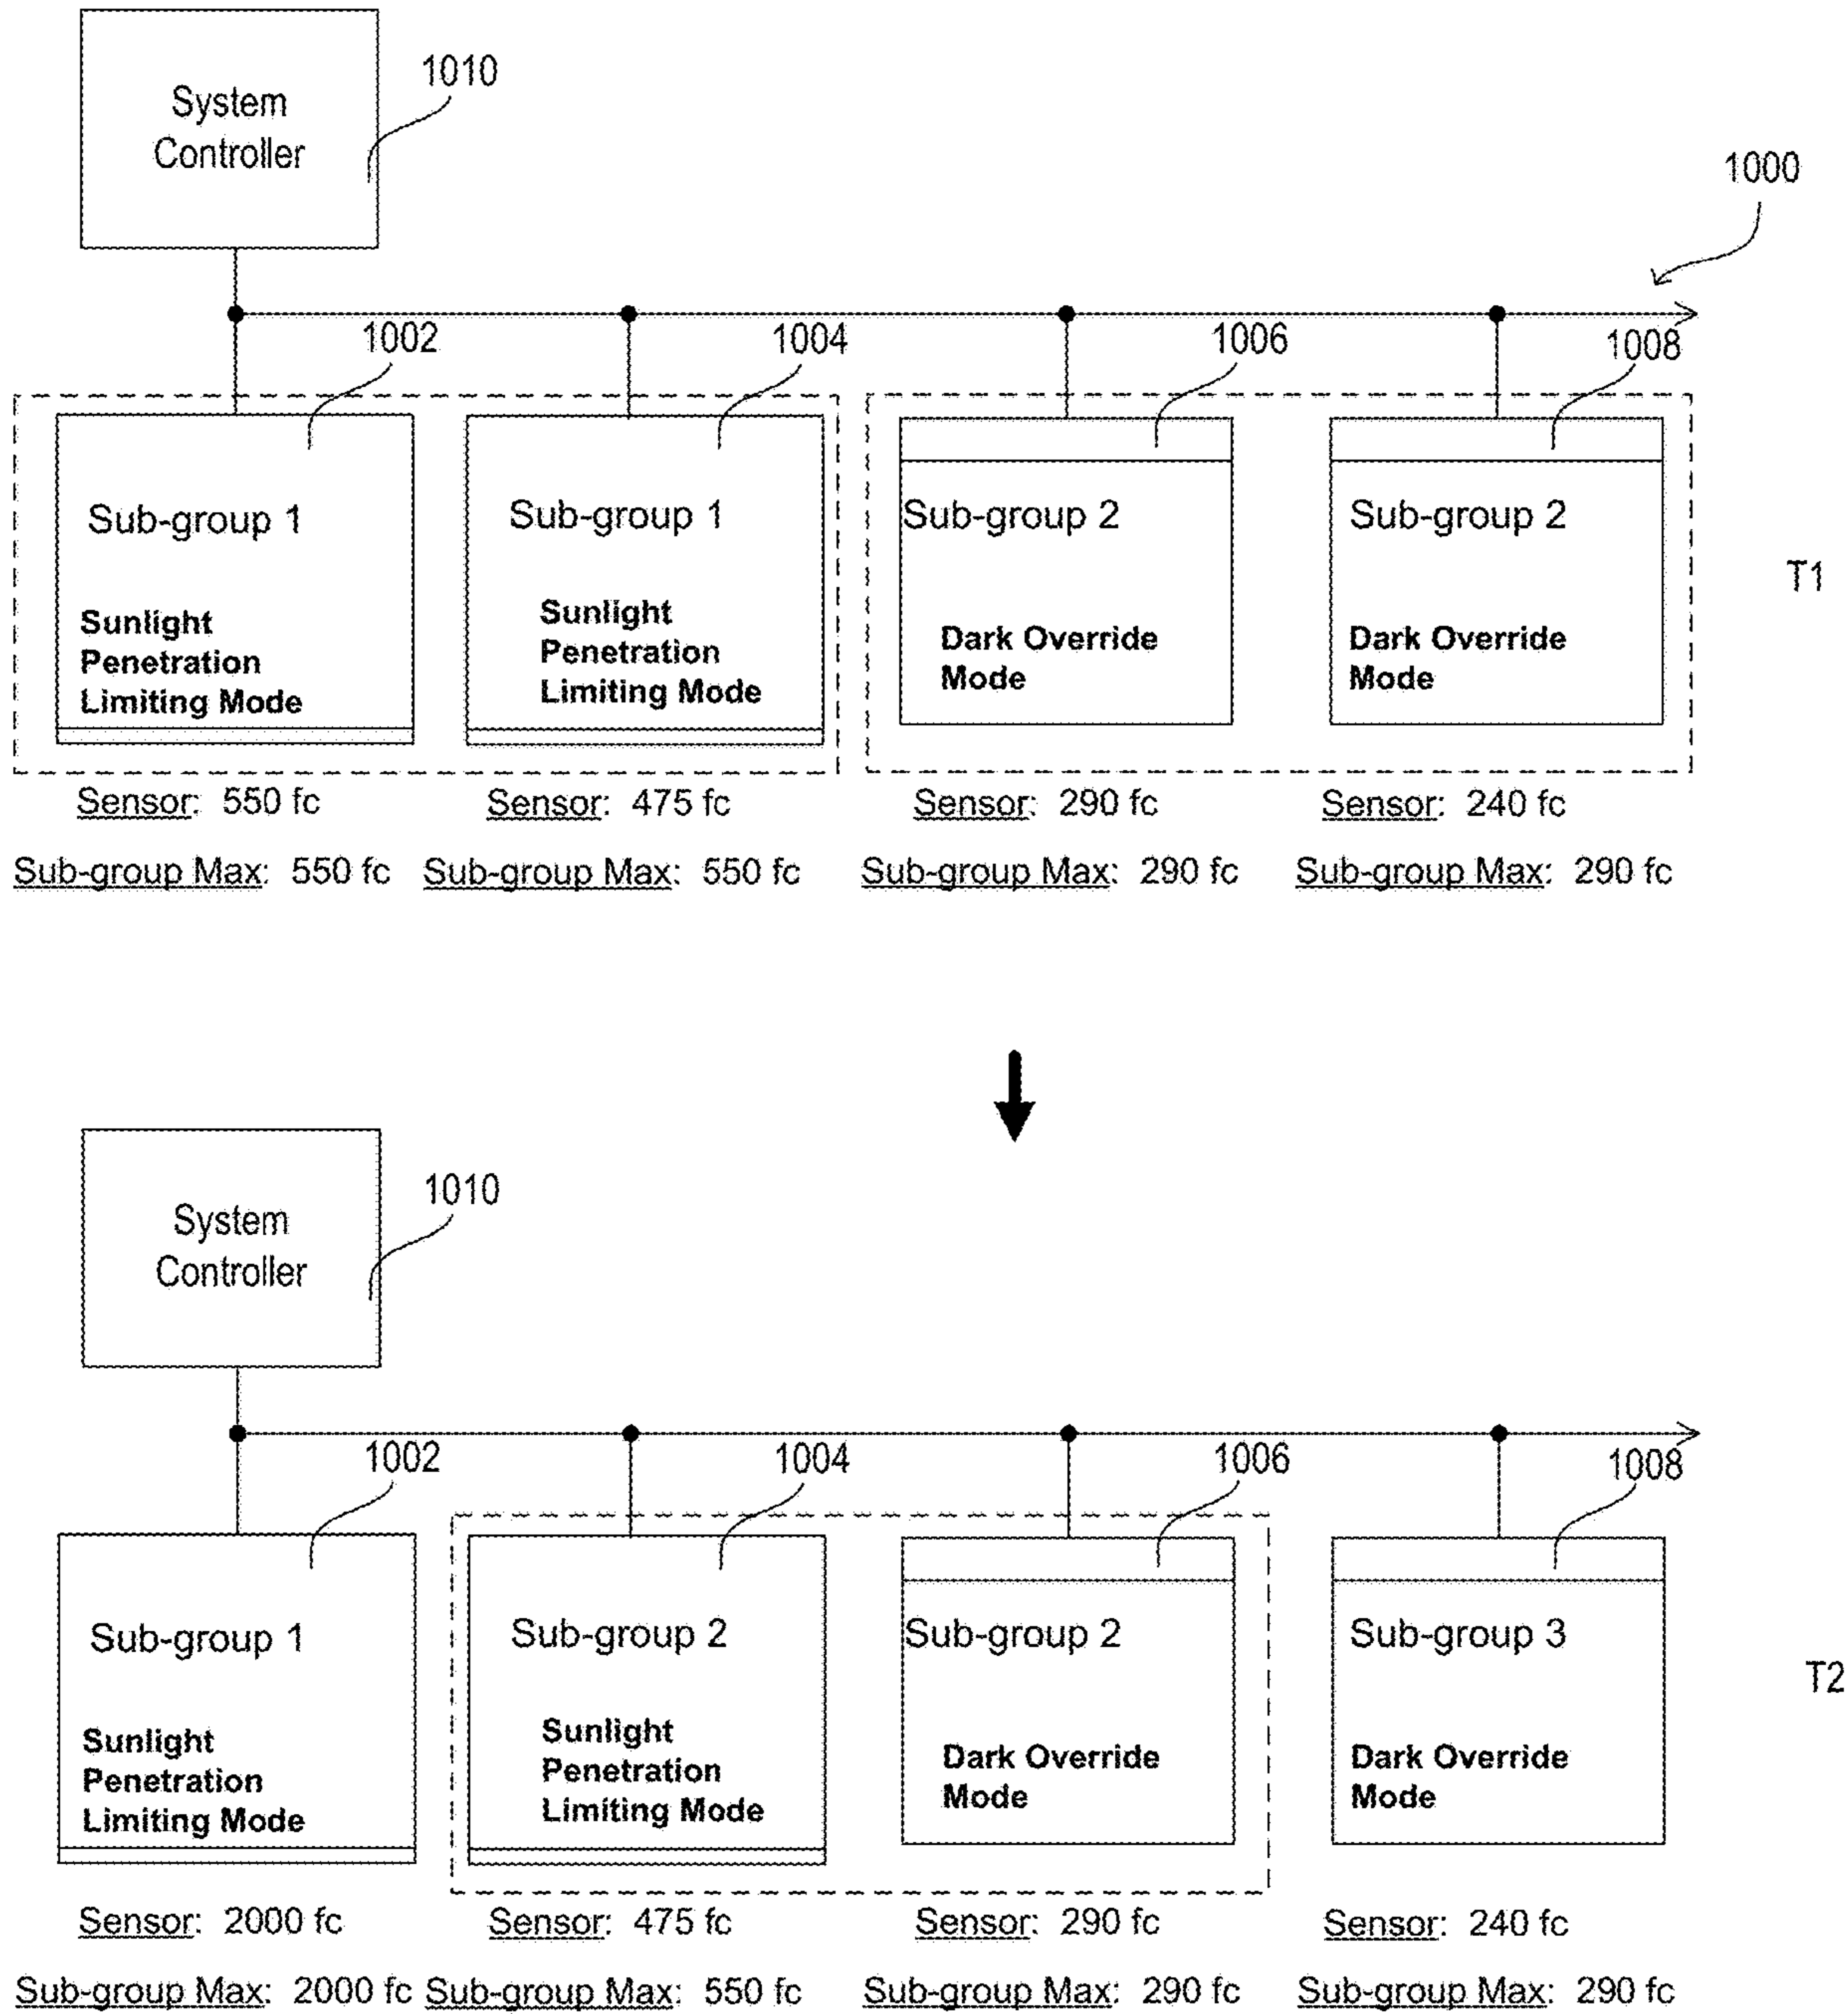 System
Controller
1010
1000
1002
1004
1006
1008
Sub-group 1
Sunlight
Penetration
Limiting Mode
Sub-group 1
Sunlight
Penetration
Limiting Mode
Sub-group 2
Dark Override
Mode
Sub-group 2
Dark Override
Mode
T1
Sensor: 550 fc
Sensor: 475 fc
Sensor: 290 fc
Sensor: 240 fc
Sub-group Max: 550 fc
Sub-group Max: 550 fc
Sub-group Max: 290 fc
Sub-group Max: 290 fc
System
Controller
1010
1002
1004
1006
1008
Sub-group 1
Sunlight
Penetration
Limiting Mode
Sub-group 2
Sunlight
Penetration
Limiting Mode
Sub-group 2
Dark Override
Mode
Sub-group 3
Dark Override
Mode
T2
Sensor: 2000 fc
Sensor: 475 fc
Sensor: 290 fc
Sensor: 240 fc
Sub-group Max: 2000 fc
Sub-group Max: 550 fc
Sub-group Max: 290 fc
Sub-group Max: 290 fc